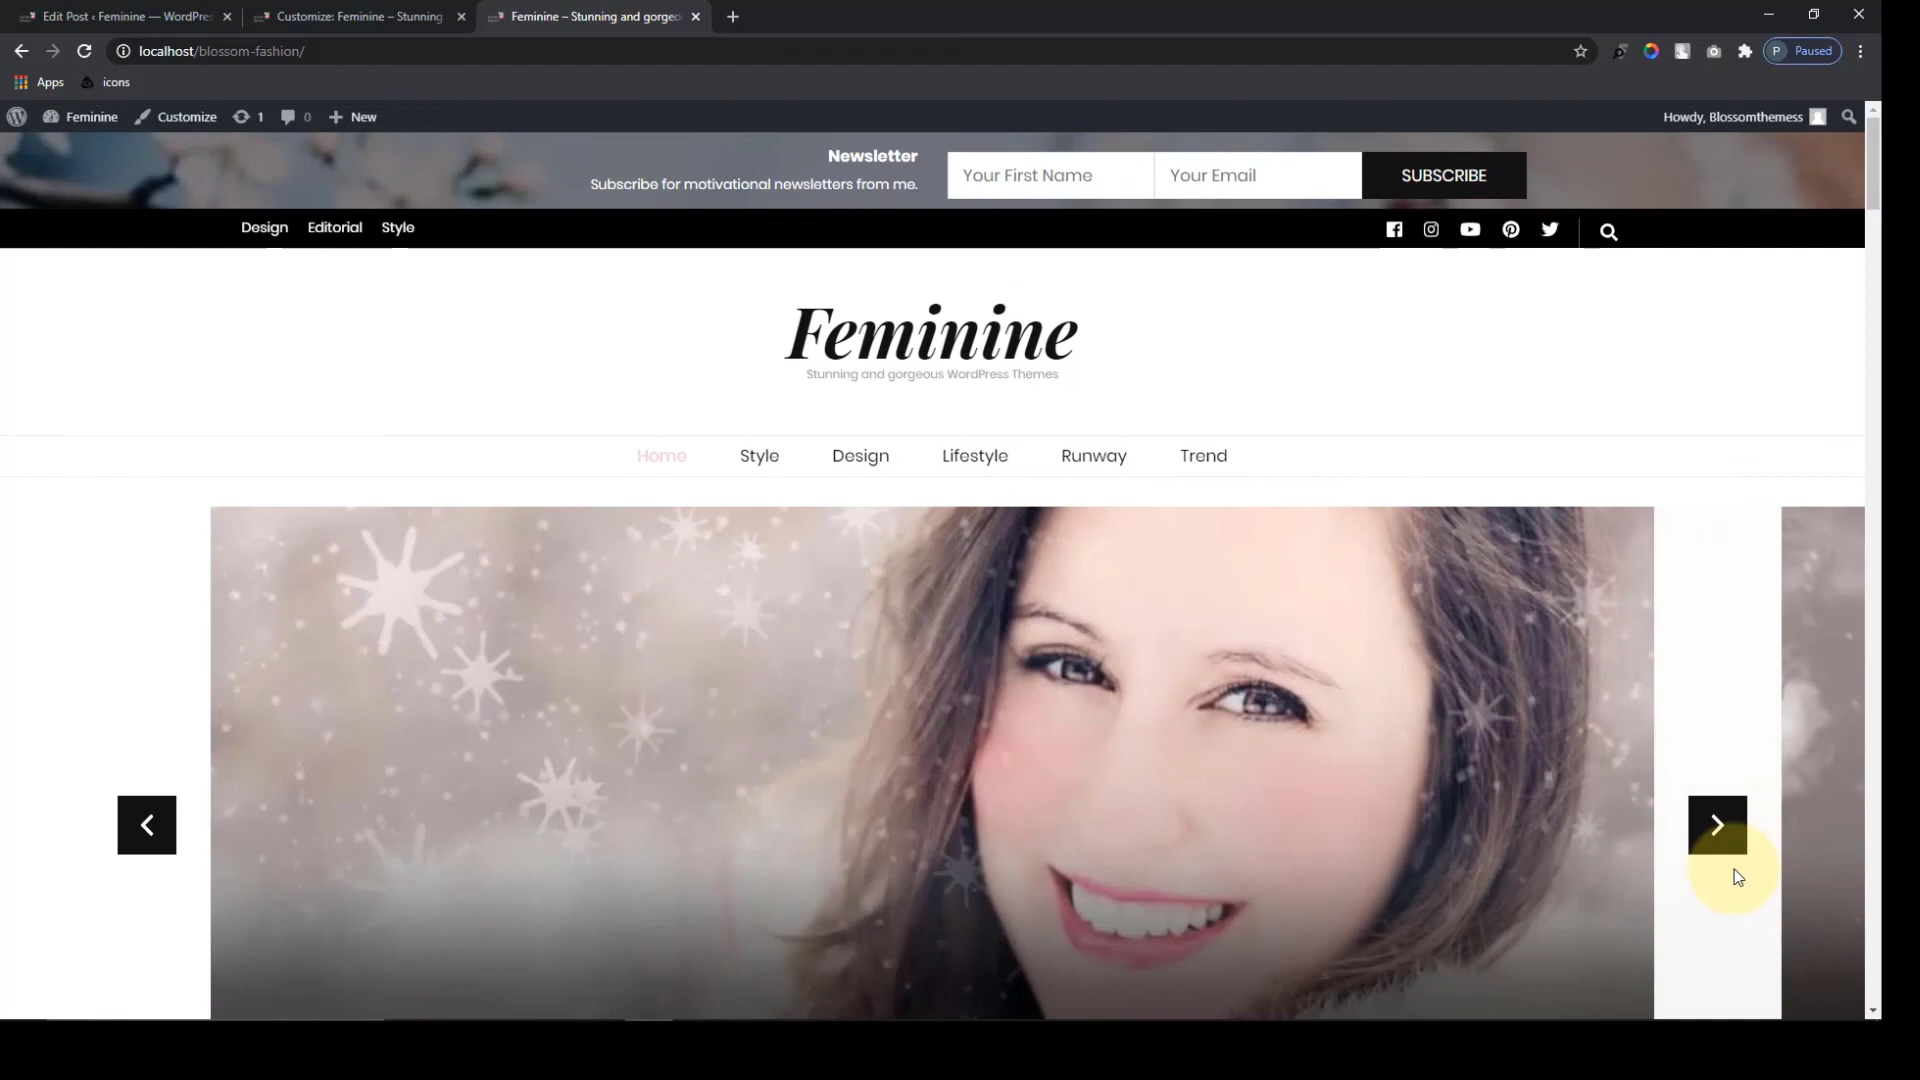 Edit Post ‹ Feminine — WordPres
Customize: Feminine – Stunning
Feminine – Stunning and gorgeo
localhost/blossom-fashion/
P Paused
Apps
icons
Feminine
Customize
1
0
New
Howdy, Blossomthemess
Newsletter
Subscribe for motivational newsletters from me.
Your First Name
Your Email
SUBSCRIBE
Design
Editorial
Style
Feminine
Stunning and gorgeous WordPress Themes
Home
Style
Design
Lifestyle
Runway
Trend